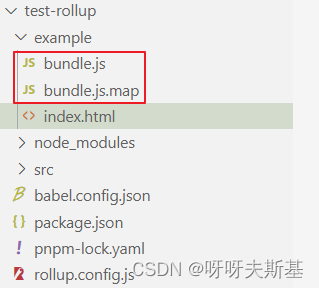 test-rollup
example
JS bundle.js
JS bundle.js.map
<> index.html
node_modules
src
babel.config.json
{} package.json
pnpm-lock.yaml
rollup.config.js
CSDN @呀呀夫斯基